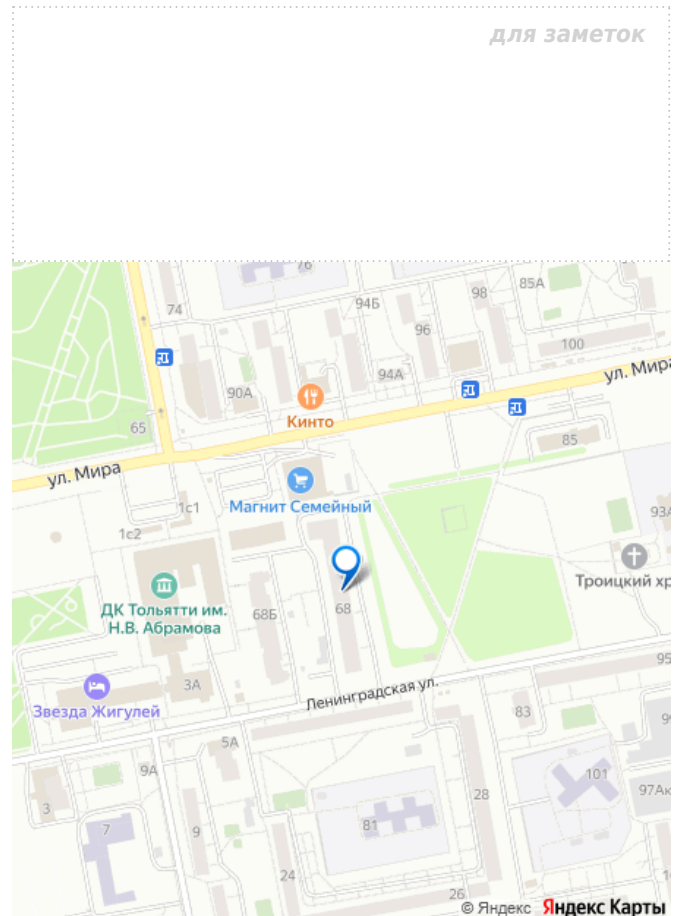 для заметок
76
74
94Б
98
85А
96
100
94А
90А
ул. Мира
Кинто
65
85
ул. Мира
Магнит Семейный
1с1
1с2
93А
Троицкий хр
ДК Тольятти им.
Н.В. Абрамова
68Б
68
3А
95
Ленинградская ул.
Звезда Жигулей
83
5А
9А
101
97Ак
28
3
7
9
81
24
26
© Яндекс Яндекс Карты